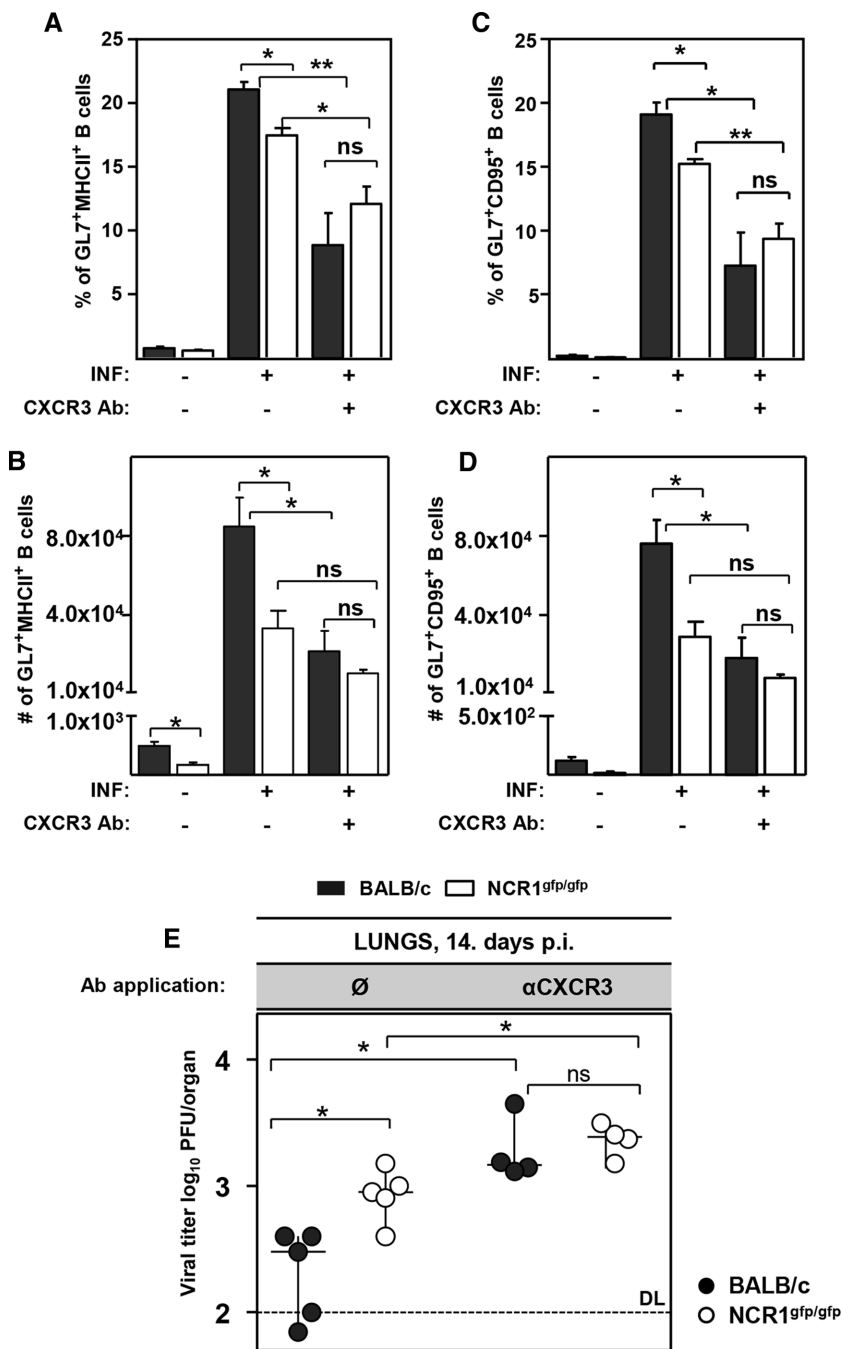 A
% of GL7⁺MHCII⁺ B cells
25
20
15
10
5
* ** * ns
INF: - + +
CXCR3 Ab: - - +
C
% of GL7⁺CD95⁺ B cells
25
20
15
10
5
* * ** ns
INF: - + +
CXCR3 Ab: - - +
B
# of GL7⁺MHCII⁺ B cells
8.0x10⁴
4.0x10⁴
1.0x10⁴
1.0x10³
* * * ns ns
INF: - + +
CXCR3 Ab: - - +
D
# of GL7⁺CD95⁺ B cells
8.0x10⁴
4.0x10⁴
1.0x10⁴
5.0x10²
* * ns ns
INF: - + +
CXCR3 Ab: - - +
BALB/c NCR1gfp/gfp
E
LUNGS, 14. days p.i.
Ab application: Ø αCXCR3
Viral titer log₁₀ PFU/organ
4
3
2
* * * ns
DL
BALB/c
NCR1gfp/gfp